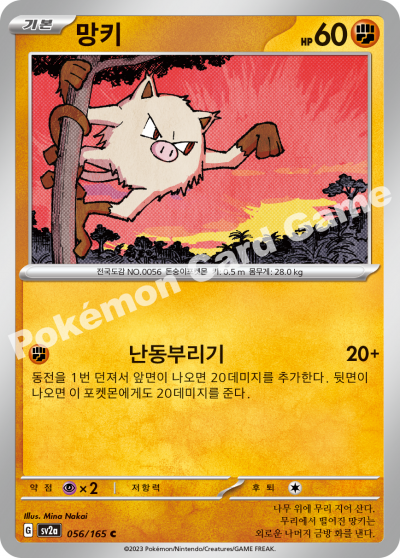 기본 망키 HP 60
Pokémon Card Game
전국도감 NO.0056 돈숭이포켓몬 키: 0.5 m 몸무게: 28.0 kg
난동부리기 20+
동전을 1번 던져서 앞면이 나오면 20데미지를 추가한다. 뒷면이
나오면 이 포켓몬에게도 20데미지를 준다.
약점 ×2 저항력 후퇴
Illus. Mina Nakai
G sv2a 056/165 C
나무 위에 무리 지어 산다.
무리에서 떨어진 망키는
외로운 나머지 금방 화를 낸다.
©2023 Pokémon/Nintendo/Creatures/GAME FREAK.